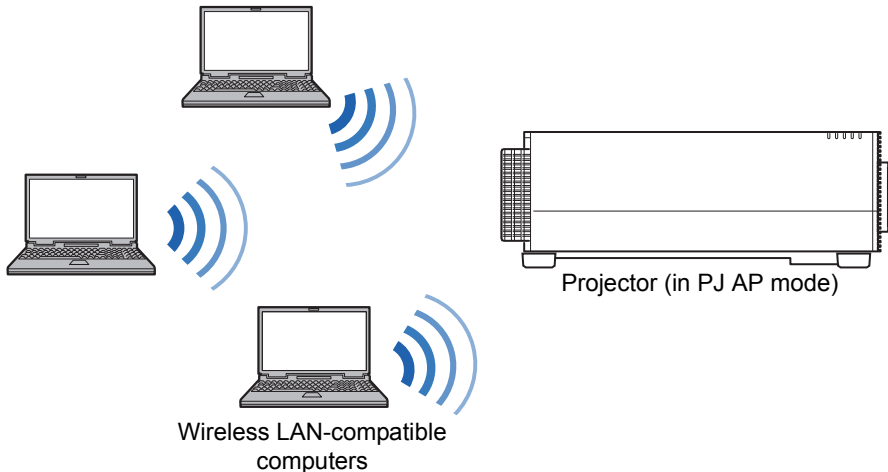 Projector (in PJ AP mode)
Wireless LAN-compatible
computers